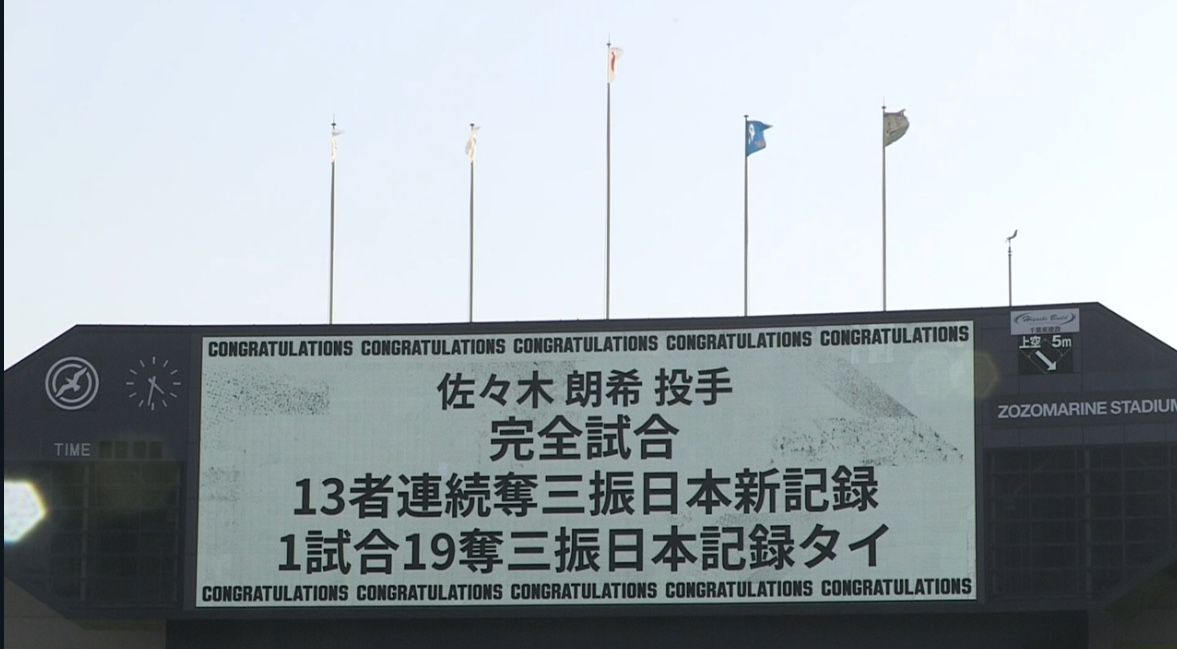 CONGRATULATIONS CONGRATULATIONS CONGRATULATIONS CONGRATULATIONS CONGRATULATIONS
佐々木 朗希 投手
完全試合
13者連続奪三振日本新記録
1試合19奪三振日本記録タイ
CONGRATULATIONS CONGRATULATIONS CONGRATULATIONS CONGRATULATIONS CONGRATULATIONS
TIME
上空 5m
ZOZOMARINE STADIUM